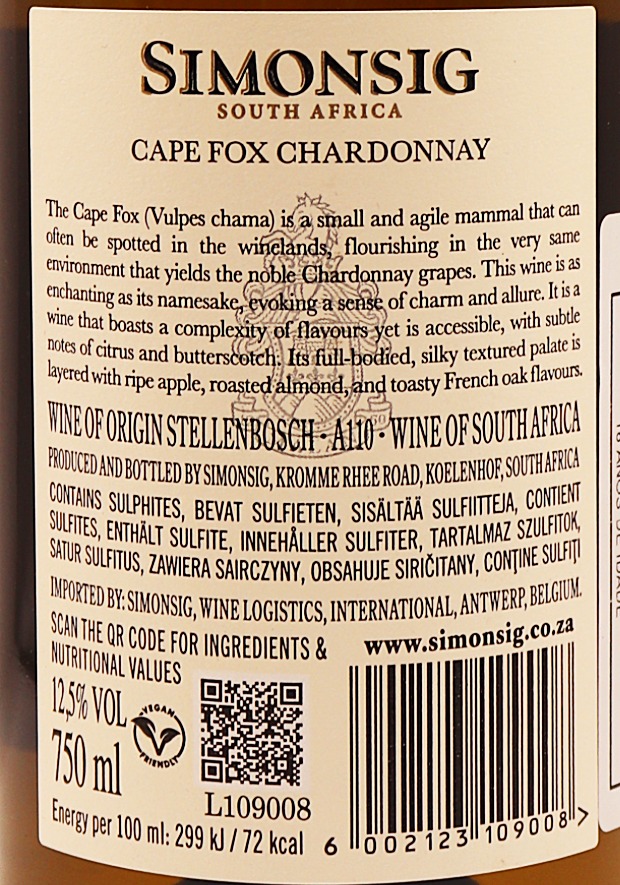 SIMONSIG
SOUTH AFRICA
CAPE FOX CHARDONNAY
The Cape Fox (Vulpes chama) is a small and agile mammal that can
often be spotted in the winelands, flourishing in the very same
environment that yields the noble Chardonnay grapes. This wine is as
enchanting as its namesake, evoking a sense of charm and allure. It is a
wine that boasts a complexity of flavours yet is accessible, with subtle
notes of citrus and butterscotch. Its full-bodied, silky textured palate is
layered with ripe apple, roasted almond, and toasty French oak flavours.
WINE OF ORIGIN STELLENBOSCH · A110 · WINE OF SOUTH AFRICA
PRODUCED AND BOTTLED BY SIMONSIG, KROMME RHEE ROAD, KOELENHOF, SOUTH AFRICA
CONTAINS SULPHITES, BEVAT SULFIETEN, SISÄLTÄÄ SULFIITTEJA, CONTIENT
SULFITES, ENTHÄLT SULFITE, INNEHÅLLER SULFITER, TARTALMAZ SZULFITOK,
SATUR SULFITUS, ZAWIERA SAIRCZYNY, OBSAHUJE SIRIČITANY, CONȚINE SULFIȚI
IMPORTED BY: SIMONSIG, WINE LOGISTICS, INTERNATIONAL, ANTWERP, BELGIUM.
SCAN THE QR CODE FOR INGREDIENTS &
NUTRITIONAL VALUES
www.simonsig.co.za
12,5% VOL
VEGAN
FRIENDLY
750 ml
L109008
Energy per 100 ml: 299 kJ / 72 kcal
6 002123 109008 >